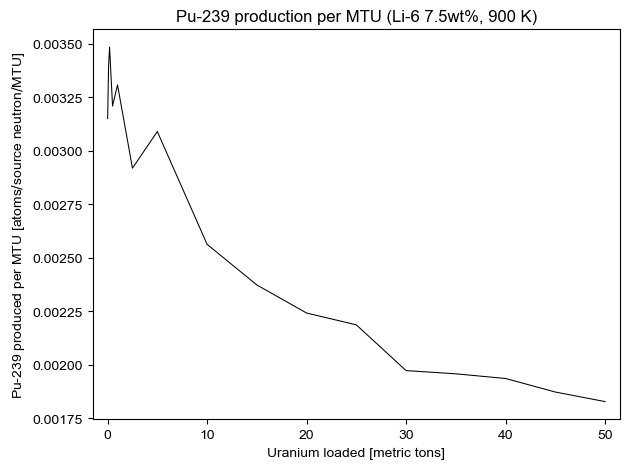 Pu-239 production per MTU (Li-6 7.5wt%, 900 K)
Pu-239 produced per MTU [atoms/source neutron/MTU]
0.00350
0.00325
0.00300
0.00275
0.00250
0.00225
0.00200
0.00175
0 10 20 30 40 50
Uranium loaded [metric tons]